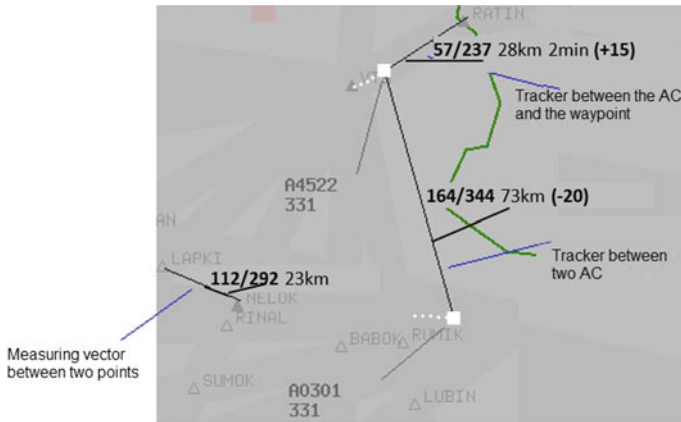 RATIN
57/237 28km 2min (+15)
Tracker between the AC
and the waypoint
A4522
331
164/344 73km (-20)
AN
LAPKI
Tracker between
two AC
112/292 23km
NELOK
RINAL
Measuring vector
between two points
BABOK
RUMIK
SUMOK
A0301
331
LUBIN